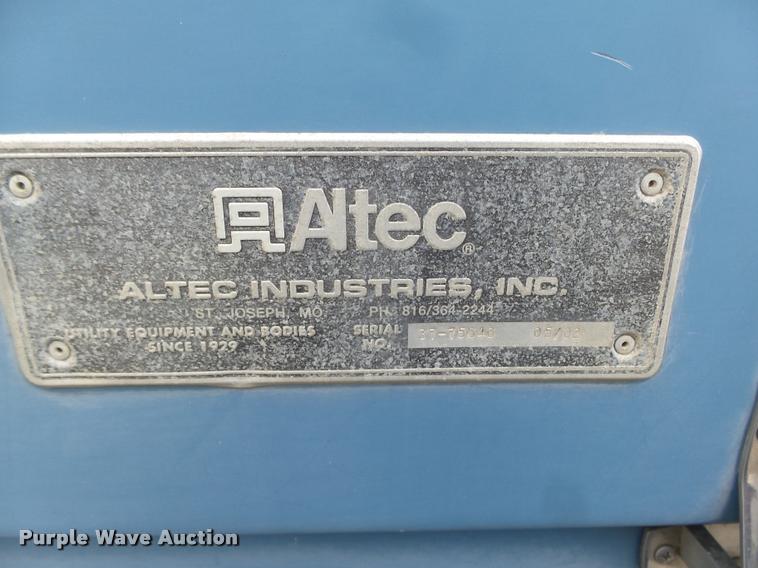 Altec®
ALTEC INDUSTRIES, INC.
ST. JOSEPH, MO. PH. 816/364-2244
UTILITY EQUIPMENT AND BODIES
SINCE 1929
SERIAL
NO.
Purple Wave Auction